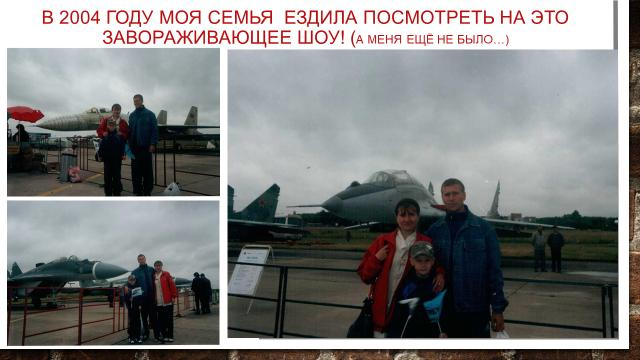 В 2004 ГОДУ МОЯ СЕМЬЯ ЕЗДИЛА ПОСМОТРЕТЬ НА ЭТО
ЗАВОРАЖИВАЮЩЕЕ ШОУ! (А МЕНЯ ЕЩЁ НЕ БЫЛО...)